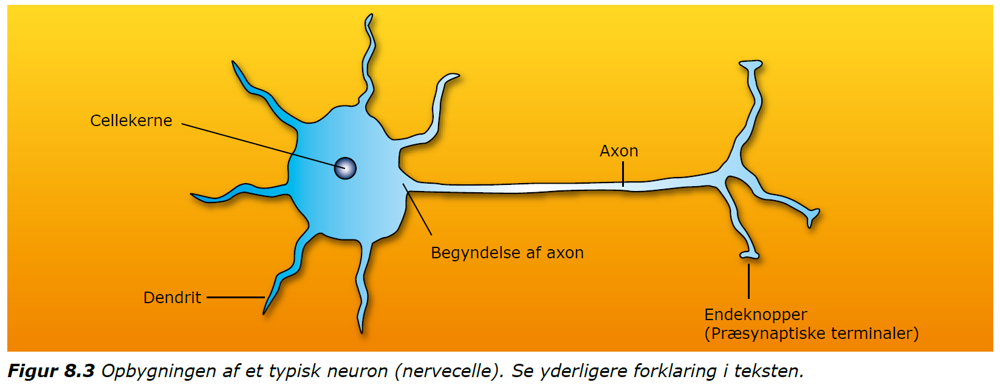 Cellekerne
Axon
Begyndelse af axon
Dendrit
Endeknopper
(Præsynaptiske terminaler)
Figur 8.3 Opbygningen af et typisk neuron (nervecelle). Se yderligere forklaring i teksten.